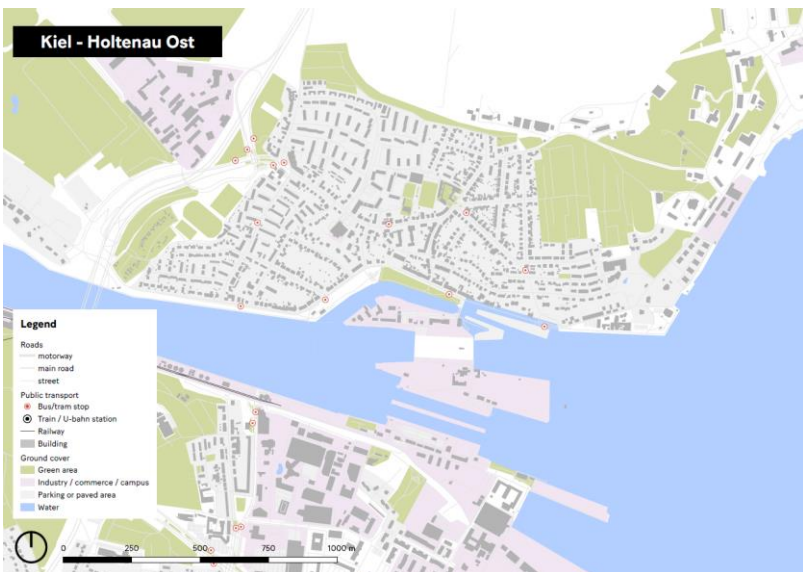 Kiel - Holtenau Ost
Legend
Roads
motorway
main road
street
Public transport
Bus/tram stop
Train / U-bahn station
Railway
Building
Ground cover
Green area
Industry / commerce / campus
Parking or paved area
Water
0 250 500 750 1000 m